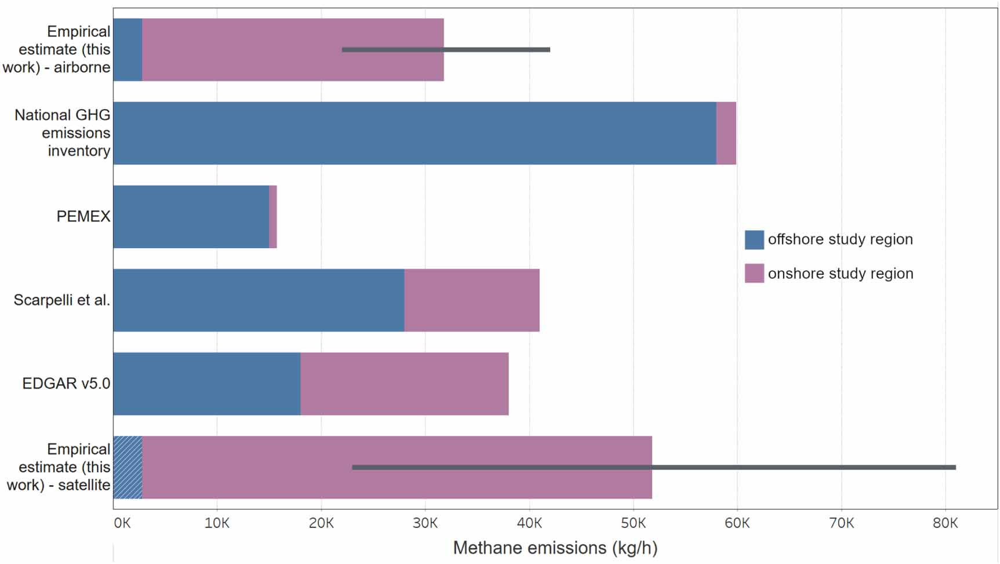 Empirical
estimate (this
work) - airborne
National GHG
emissions
inventory
PEMEX
Scarpelli et al.
EDGAR v5.0
Empirical
estimate (this
work) - satellite
offshore study region
onshore study region
0K 10K 20K 30K 40K 50K 60K 70K 80K
Methane emissions (kg/h)